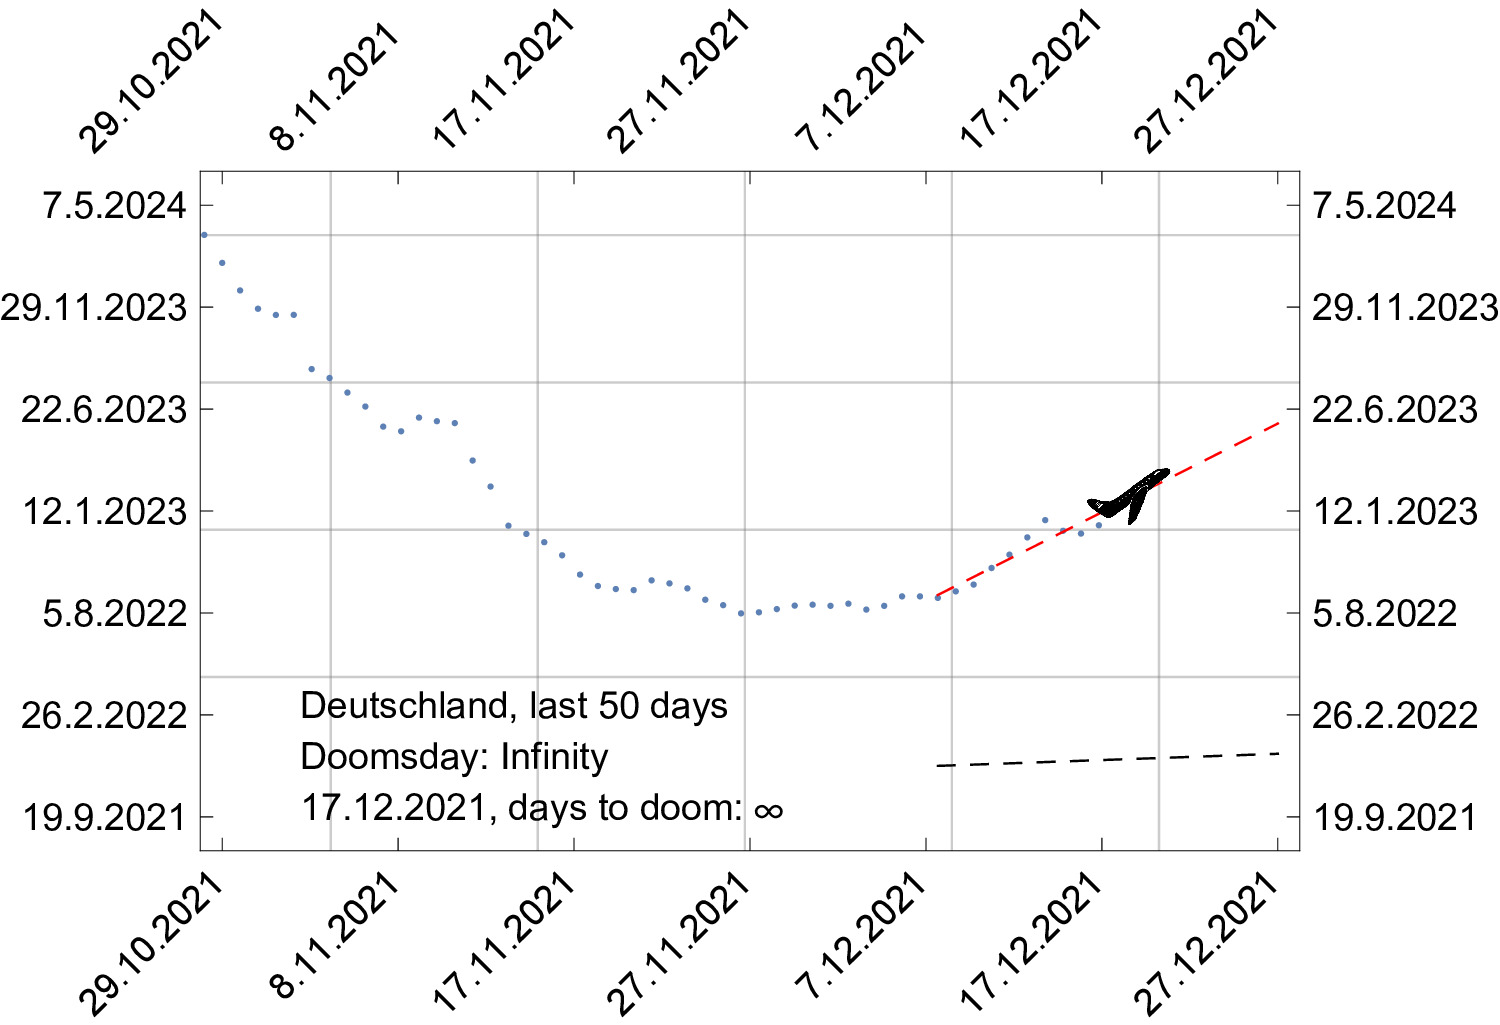 29.10.2021 8.11.2021 17.11.2021 27.11.2021 7.12.2021 17.12.2021 27.12.2021
7.5.2024 7.5.2024
29.11.2023 29.11.2023
22.6.2023 22.6.2023
12.1.2023 12.1.2023
5.8.2022 5.8.2022
Deutschland, last 50 days
26.2.2022 26.2.2022
Doomsday: Infinity
17.12.2021, days to doom: ∞
19.9.2021 19.9.2021
29.10.2021 8.11.2021 17.11.2021 27.11.2021 7.12.2021 17.12.2021 27.12.2021